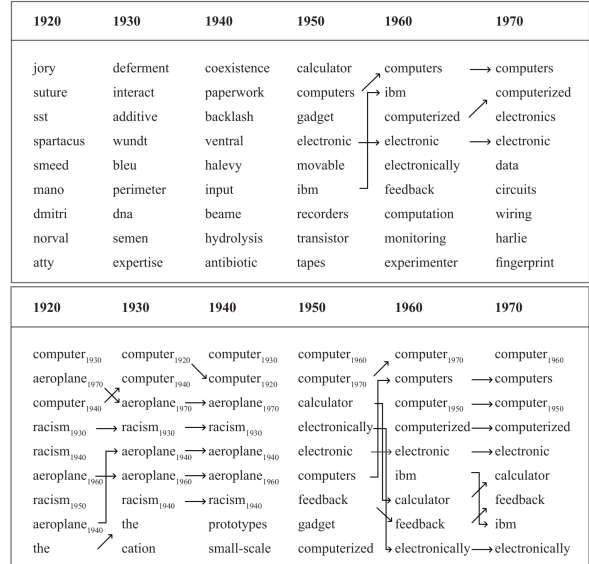 1920 1930 1940 1950 1960 1970
jory deferment coexistence calculator computers computers
suture interact paperwork computers ibm computerized
sst additive backlash gadget computerized electronics
spartacus wundt ventral electronic electronic electronic
smeed bleu halevy movable electronically data
mano perimeter input ibm feedback circuits
dmitri dna beame recorders computation wiring
norval semen hydrolysis transistor monitoring harlie
atty expertise antibiotic tapes experimenter fingerprint
1920 1930 1940 1950 1960 1970
computer1930 computer1920 computer1930 computer1960 computer1970 computer1960
aeroplane1970 computer1940 computer1920 computer1970 computers computers
computer1940 aeroplane1970 aeroplane1970 calculator computer1950 computer1950
racism1930 racism1930 racism1930 electronically computerized computerized
racism1940 aeroplane1940 aeroplane1940 electronic electronic electronic
aeroplane1960 aeroplane1960 aeroplane1960 computers ibm calculator
racism1950 racism1940 racism1940 feedback calculator feedback
aeroplane1940 the prototypes gadget feedback ibm
the cation small-scale computerized electronically electronically